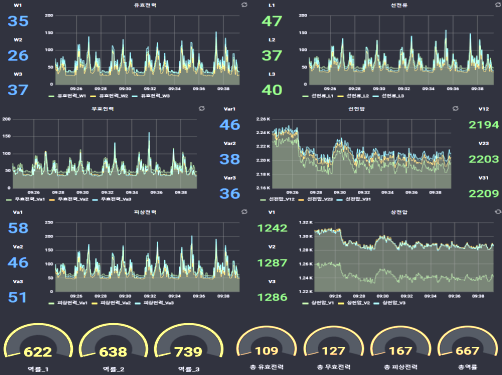 W1
35
W2
26
W3
37
유효전력
200
150
100
50
0
09:26 09:28 09:30 09:32 09:34 09:36 09:38
유효전력_W1 유효전력_W2 유효전력_W3
L1
47
L2
37
L3
40
선전류
200
150
100
50
0
09:26 09:28 09:30 09:32 09:34 09:36 09:38
선전류_L1 선전류_L2 선전류_L3
무효전력
200
150
100
50
0
09:26 09:28 09:30 09:32 09:34 09:36 09:38
무효전력_Va1 무효전력_Va2 무효전력_Va3
Var1
46
Var2
38
Var3
36
선전압
2.26 K
2.24 K
2.22 K
2.20 K
2.18 K
2.16 K
09:26 09:28 09:30 09:32 09:34 09:36 09:38
선전압_V12 선전압_V23 선전압_V31
V12
2194
V23
2203
V31
2209
Va1
58
Va2
46
Va3
51
피상전력
250
200
150
100
50
0
09:26 09:28 09:30 09:32 09:34 09:36 09:38
피상전력_Va1 피상전력_Va2 피상전력_Va3
V1
1242
V2
1287
V3
1286
상전압
1.32 K
1.30 K
1.28 K
1.26 K
1.24 K
1.22 K
09:26 09:28 09:30 09:32 09:34 09:36 09:38
상전압_V1 상전압_V2 상전압_V3
622
역률_1
638
역률_2
739
역률_3
109
총 유효전력
127
총 무효전력
167
총 피상전력
667
총역률